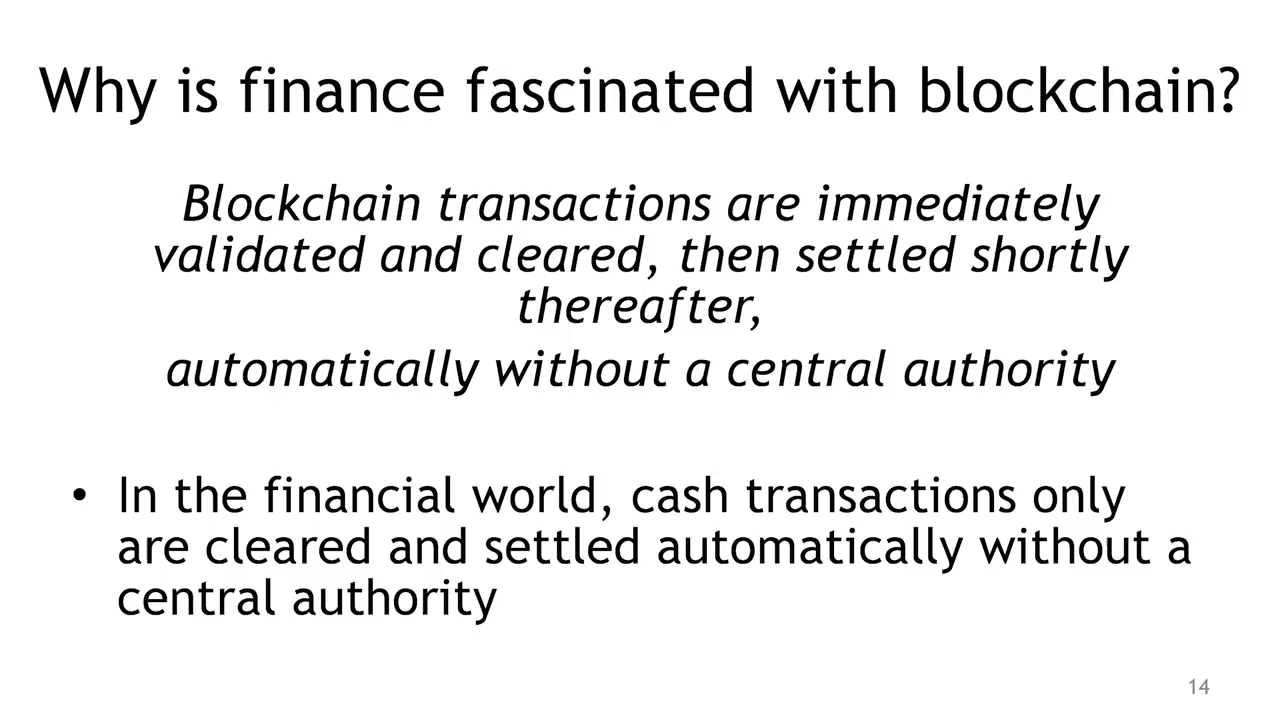 Why is finance fascinated with blockchain?
Blockchain transactions are immediately
validated and cleared, then settled shortly
thereafter,
automatically without a central authority
• In the financial world, cash transactions only
are cleared and settled automatically without a
central authority
14